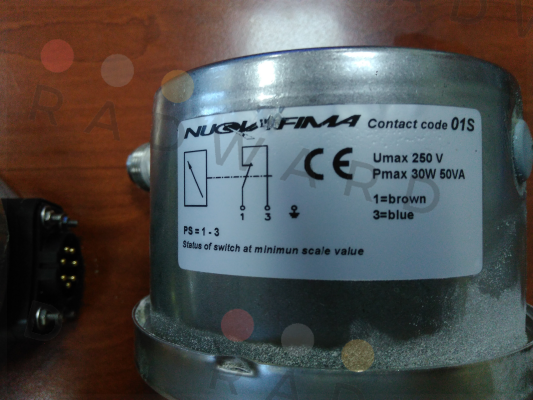 NUOVA FIMA Contact code 01S
Umax 250 V
Pmax 30W 50VA
1=brown
3=blue
1 3
PS = 1 - 3
Status of switch at minimun scale value
RADWARD